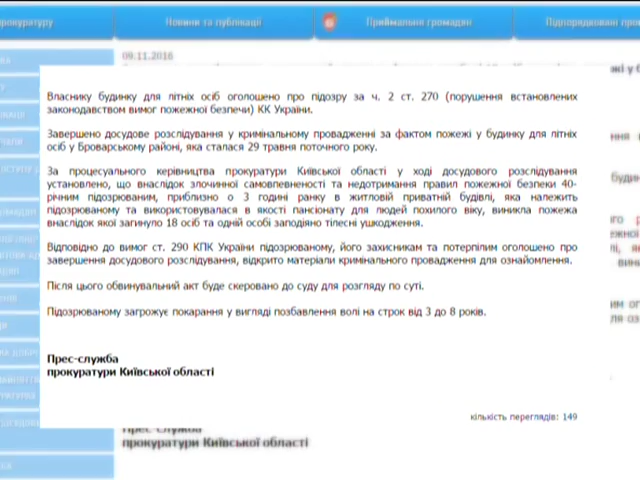 прокуратуру
Новини та публікації
Приймальня громадян
Підпорядковані про
09.11.2016
Власнику будинку для літніх осіб оголошено про підозру за ч. 2 ст. 270 (порушення встановлених
законодавством вимог пожежної безпечи) КК України.
Завершено досудове розслідування у кримінальному провадженні за фактом пожежі у будинку для літніх
осіб у Броварському районі, яка сталася 29 травня поточного року.
За процесуального керівництва прокуратури Київської області у ході досудового розслідування
установлено, що внаслідок злочинної самовпевненості та недотримання правил пожежної безпеки 40-
річним підозрюваним, приблизно о 3 годині ранку в житловій приватній будівлі, яка належить
підозрюваному та використовувалася в якості пансіонату для людей похилого віку, виникла пожежа
внаслідок якої загинуло 18 осіб та одній особі заподіяно тілесні ушкодження.
Відповідно до вимог ст. 290 КПК України підозрюваному, його захисникам та потерпілим оголошено про
завершення досудового розслідування, відкрито матеріали кримінального провадження для ознайомлення.
Після цього обвинувальний акт буде скеровано до суду для розгляду по суті.
Підозрюваному загрожує покарання у вигляді позбавлення волі на строк від 3 до 8 років.
Прес-служба
прокуратури Київської області
кількість переглядів: 149
Прес-служба
прокуратури Київської області